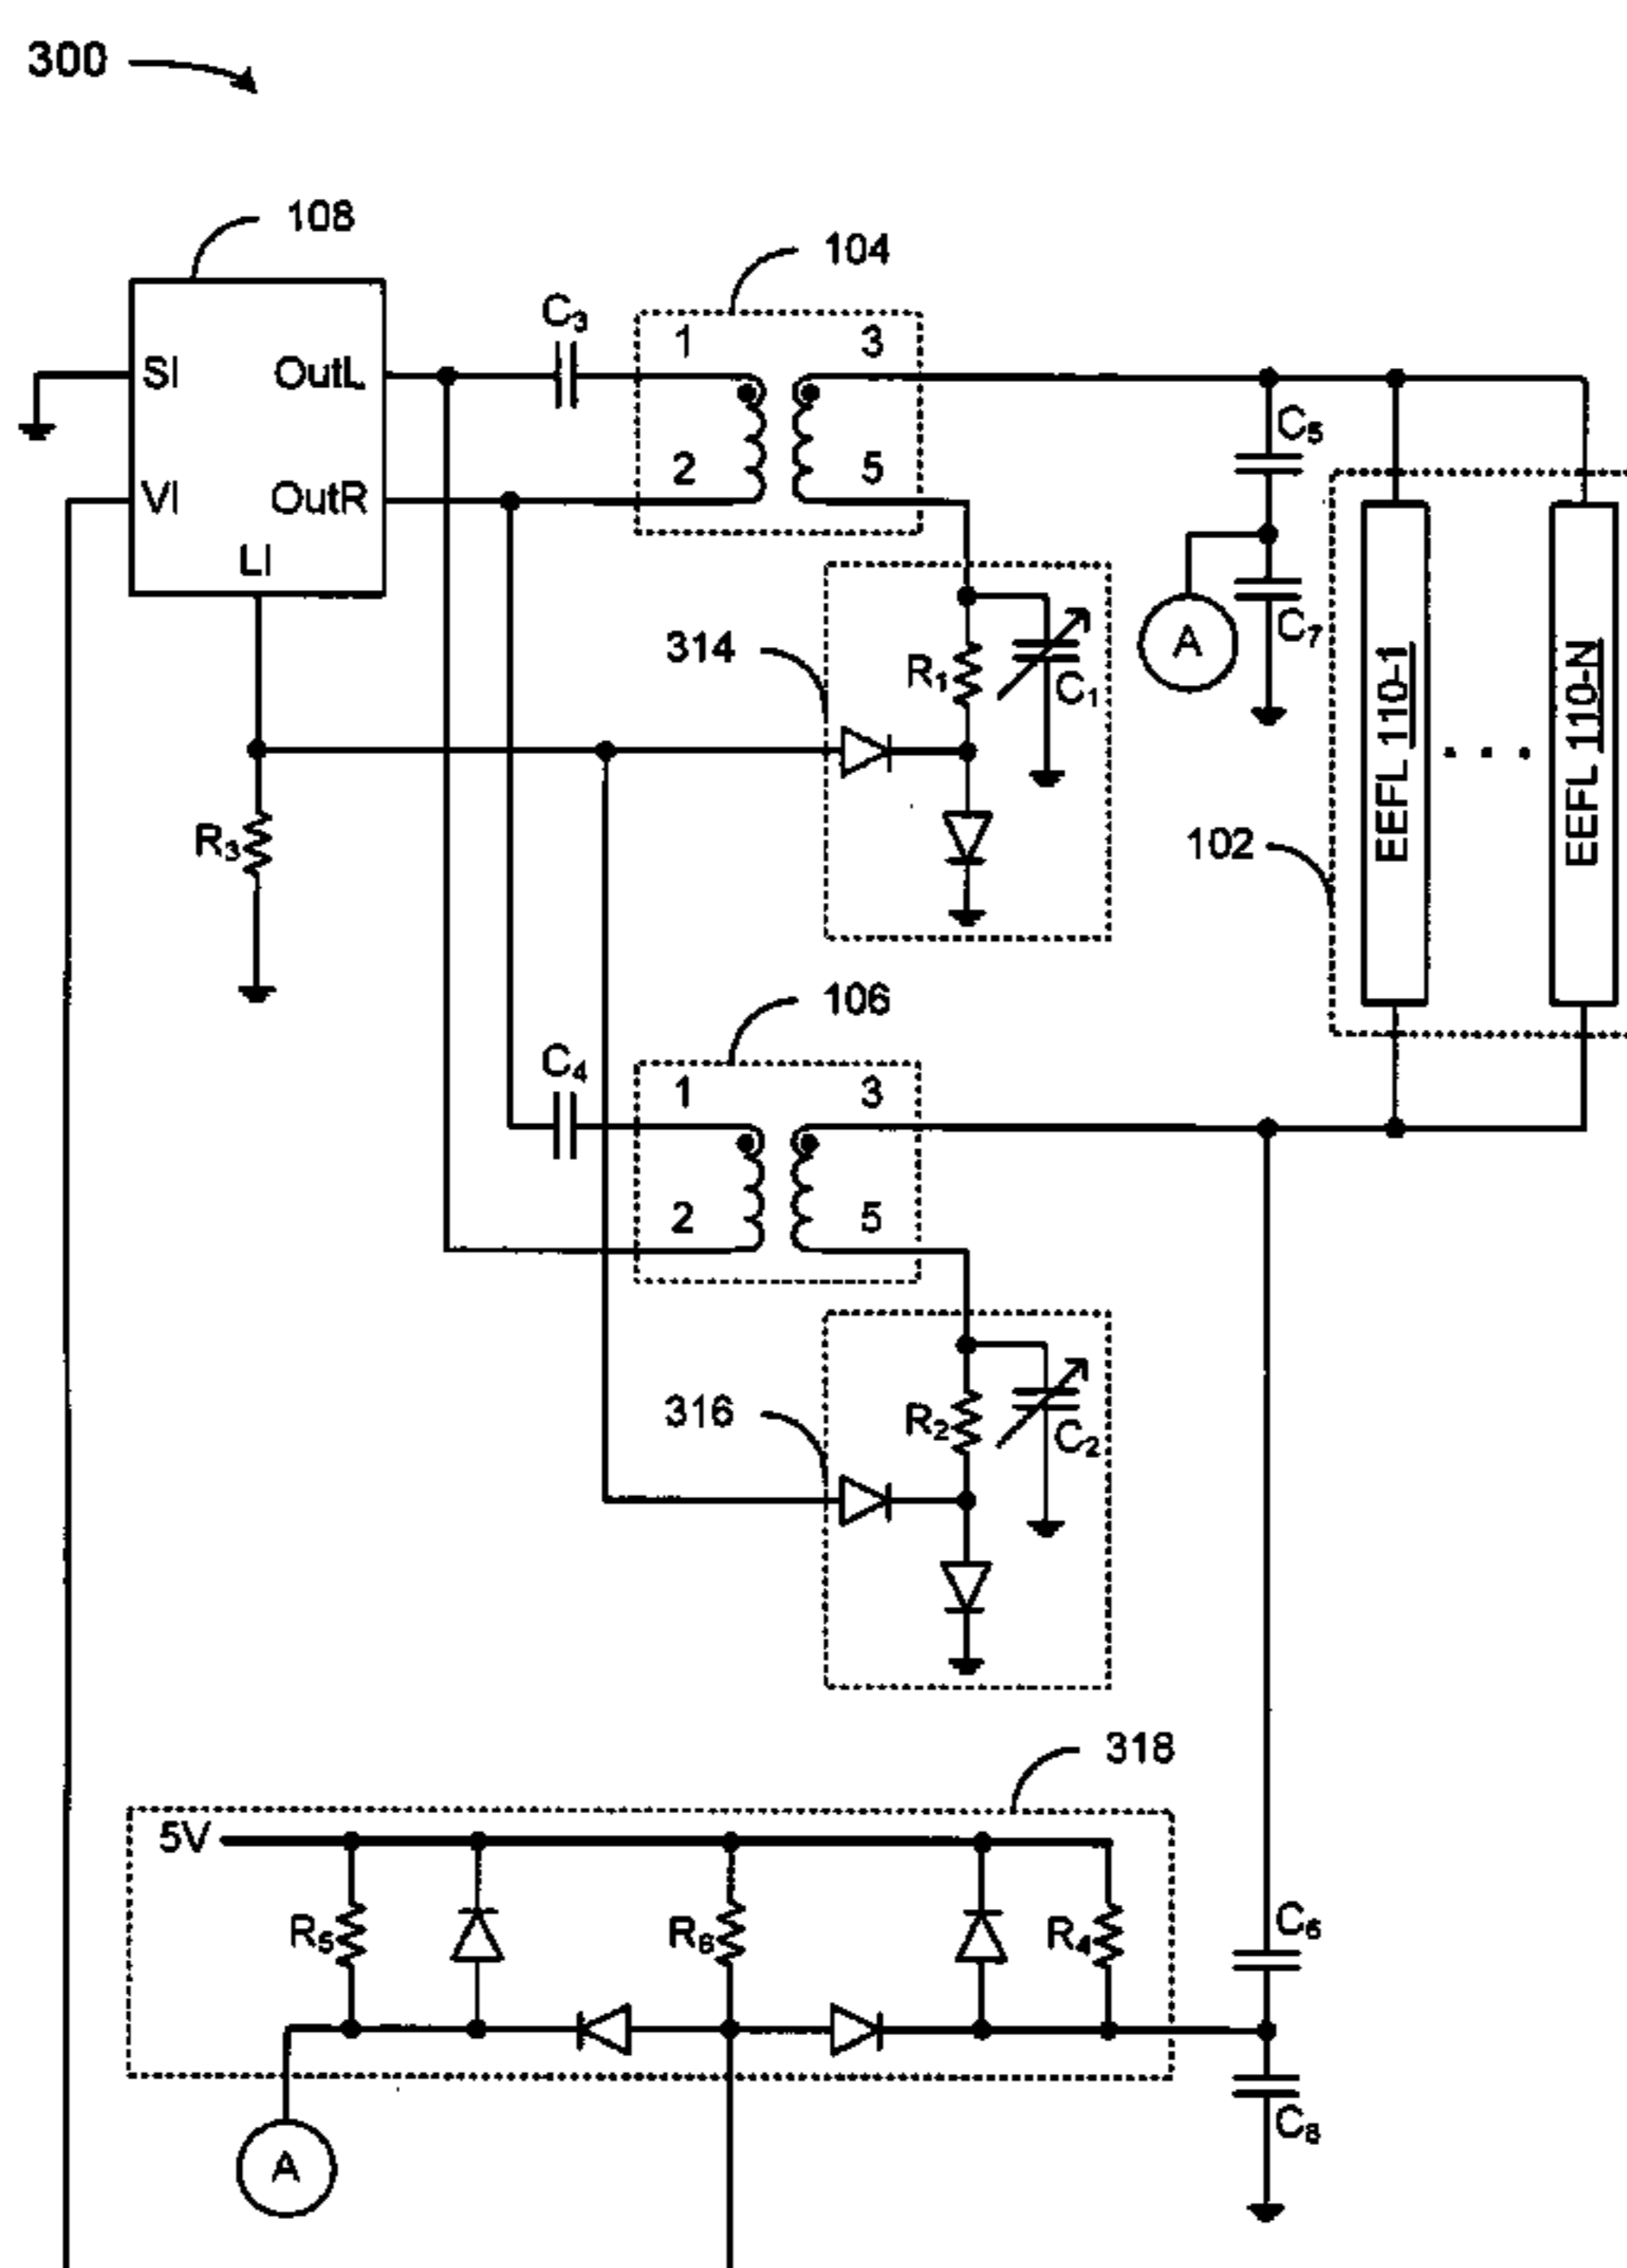 300
108
104
C₃
1
3
SI
OutL
C₅
2
5
VI
OutR
LI
314
R₁
C₁
A
C₇
EEFL 110-1
. . .
EEFL 110-N
R₃
102
106
C₄
1
3
2
5
316
R₂
C₂
318
5V
R₅
R₆
R₄
C₆
C₈
A